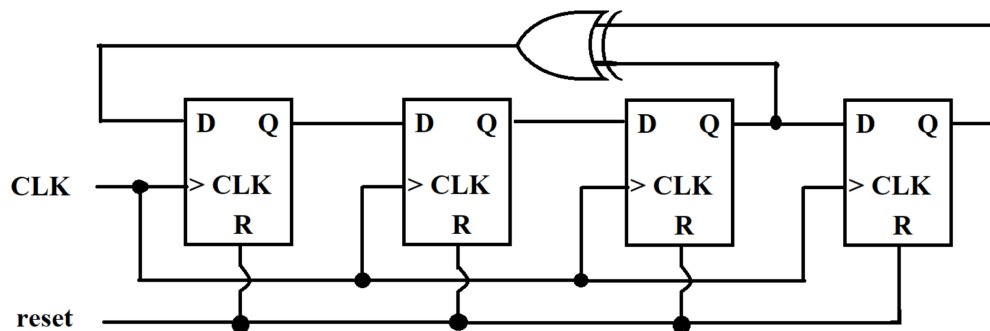 D Q D Q D Q D Q
CLK > CLK > CLK > CLK > CLK
R R R R
reset